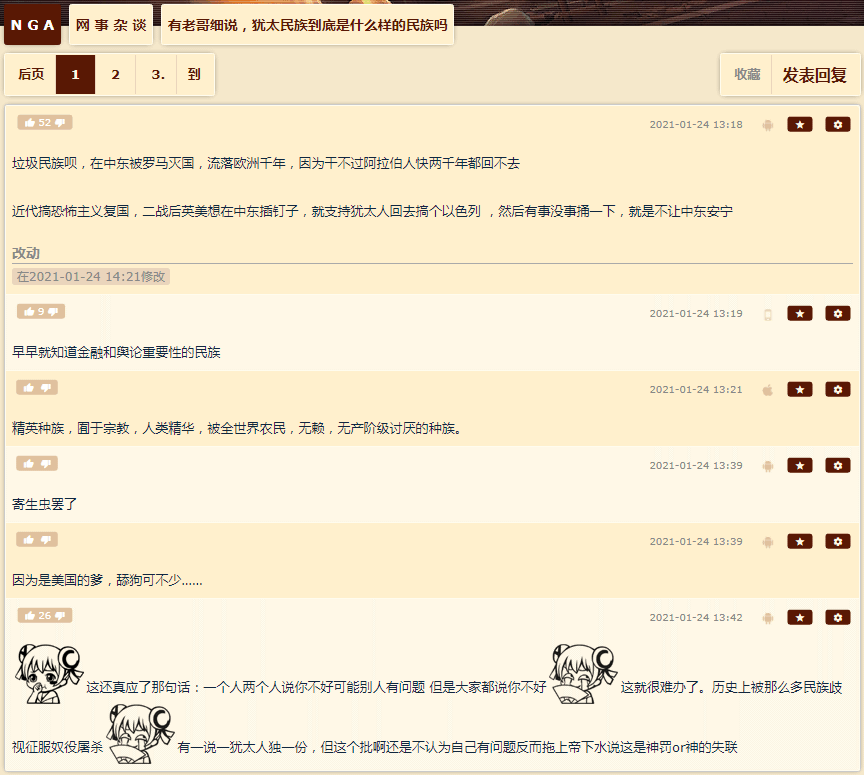 NGA 网事杂谈 有老哥细说，犹太民族到底是什么样的民族吗
后页 1 2 3. 到 收藏 发表回复
52 2021-01-24 13:18
垃圾民族呗，在中东被罗马灭国，流落欧洲千年，因为干不过阿拉伯人快两千年都回不去
近代搞恐怖主义复国，二战后英美想在中东插钉子，就支持犹太人回去搞个以色列 ，然后有事没事捅一下，就是不让中东安宁
改动
在2021-01-24 14:21修改
9 2021-01-24 13:19
早早就知道金融和舆论重要性的民族
2021-01-24 13:21
精英种族，囿于宗教，人类精华，被全世界农民，无赖，无产阶级讨厌的种族。
2021-01-24 13:39
寄生虫罢了
2021-01-24 13:39
因为是美国的爹，舔狗可不少......
26 2021-01-24 13:42
这还真应了那句话：一个人两个人说你不好可能别人有问题 但是大家都说你不好 这就很难办了。历史上被那么多民族歧
视征服奴役屠杀 有一说一犹太人独一份，但这个批啊还是不认为自己有问题反而拖上帝下水说这是神罚or神的失联